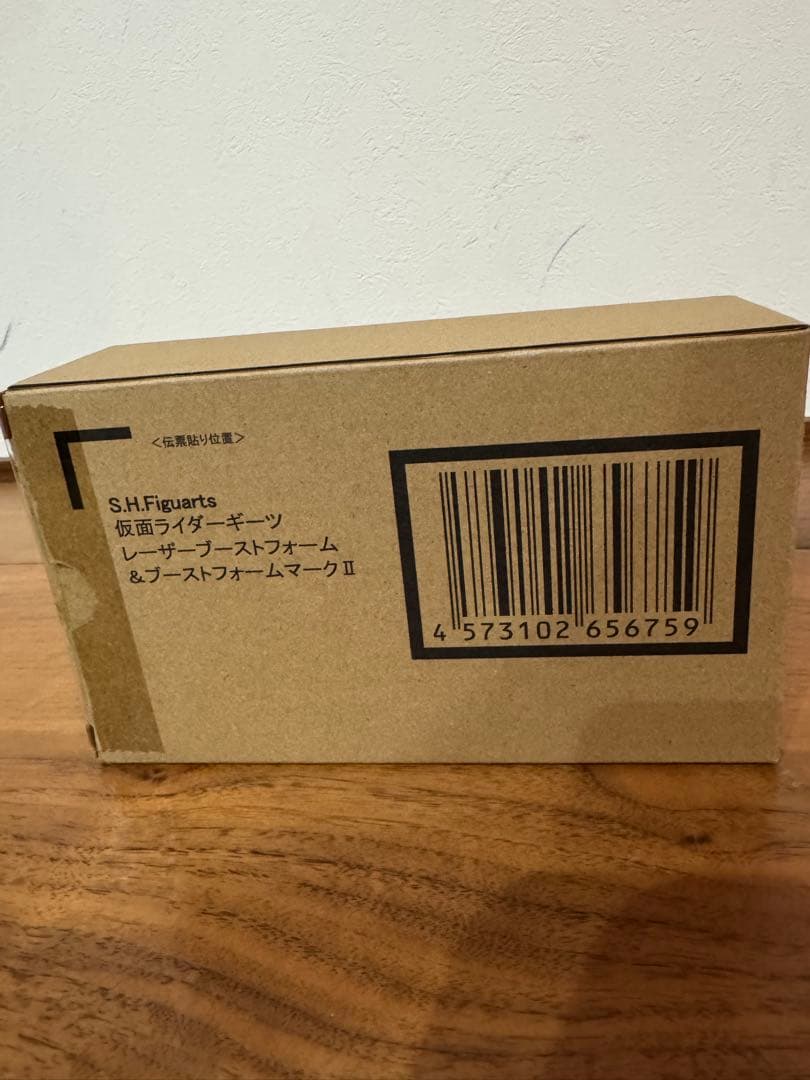 ＜伝票貼り位置＞
S.H.Figuarts
仮面ライダーギーツ
レーザーブーストフォーム
&ブーストフォームマークⅡ
4 573102 656759